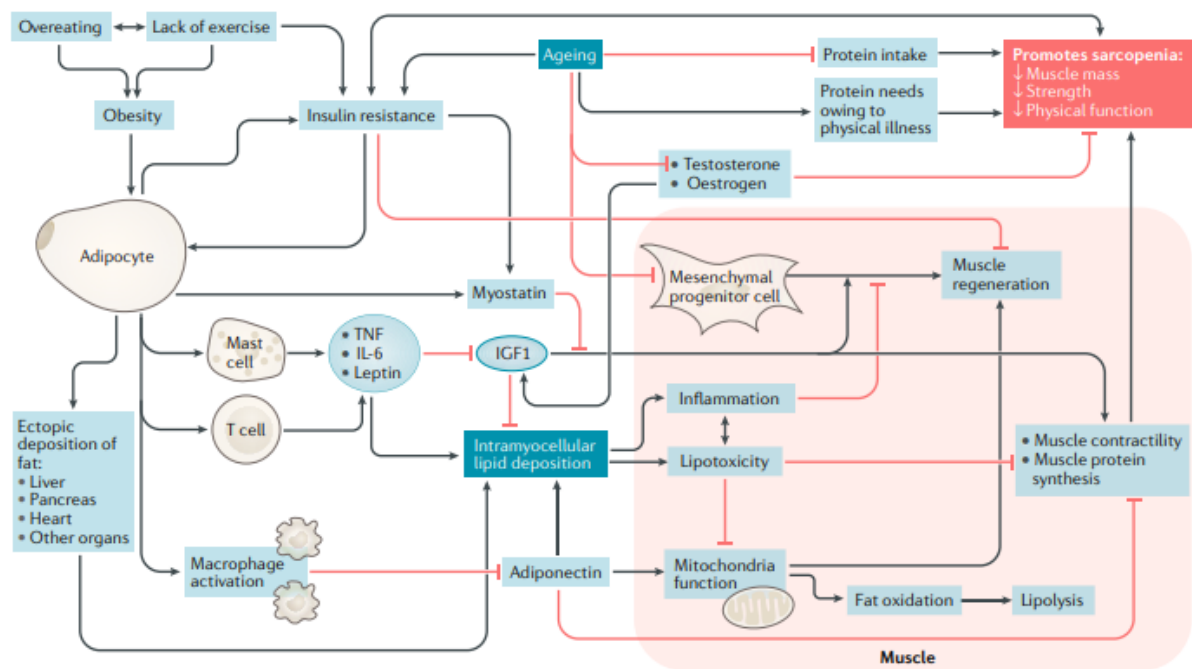 Overeating
Lack of exercise
Ageing
Protein intake
Promotes sarcopenia:
↓ Muscle mass
↓ Strength
↓ Physical function
Obesity
Insulin resistance
Protein needs
owing to
physical illness
• Testosterone
• Oestrogen
Adipocyte
Myostatin
Mesenchymal
progenitor cell
Muscle
regeneration
Mast
cell
• TNF
• IL-6
• Leptin
IGF1
T cell
Inflammation
Ectopic
deposition of
fat:
• Liver
• Pancreas
• Heart
• Other organs
Intramyocellular
lipid deposition
Lipotoxicity
• Muscle contractility
• Muscle protein
synthesis
Macrophage
activation
Adiponectin
Mitochondria
function
Fat oxidation
Lipolysis
Muscle